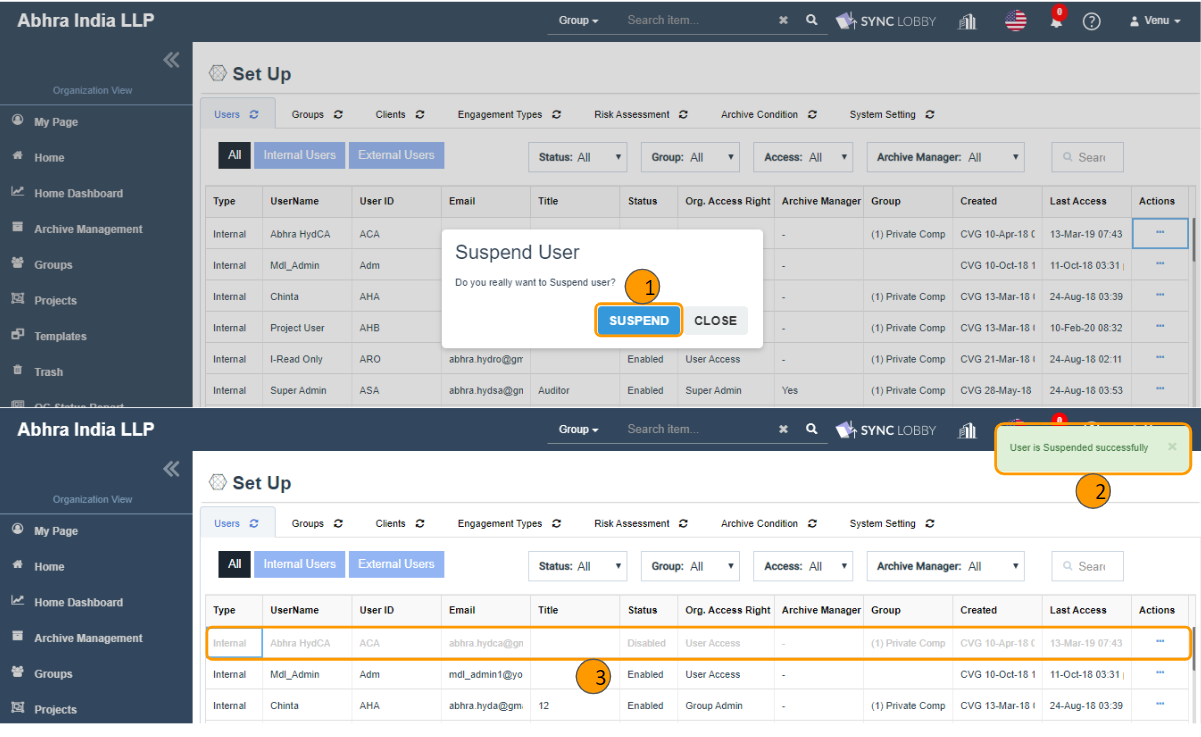 Abhra India LLP Group Search item... SYNC LOBBY 0 ? Venu
Set Up
Organization View
Users Groups Clients Engagement Types Risk Assessment Archive Condition System Setting
My Page
All Internal Users External Users Status: All Group: All Access: All Archive Manager: All Sear
Home
Home Dashboard
Type UserName User ID Email Title Status Org. Access Right Archive Manager Group Created Last Access Actions
Archive Management
Internal Abhra HydCA ACA - (1) Private Comp CVG 10-Apr-18 13-Mar-19 07:43 ...
Suspend User
Groups
Internal Mdl_Admin Adm - CVG 10-Oct-18 1 11-Oct-18 03:31 ...
Do you really want to Suspend user?
1
Projects
Internal Chinta AHA - (1) Private Comp CVG 13-Mar-18 24-Aug-18 03:39 ...
SUSPEND CLOSE
Internal Project User AHB - (1) Private Comp CVG 13-Mar-18 10-Feb-20 08:32 ...
Templates
Internal I-Read Only ARO abhra.hydro@gm Enabled User Access - (1) Private Comp CVG 21-Mar-18 24-Aug-18 02:11 ...
Trash
Internal Super Admin ASA abhra.hydsa@gn Auditor Enabled Super Admin Yes (1) Private Comp CVG 28-May-18 24-Aug-18 03:53 ...
QC Status Report
Abhra India LLP Group Search item... SYNC LOBBY
User is Suspended successfully ×
Set Up
2
Organization View
Users Groups Clients Engagement Types Risk Assessment Archive Condition System Setting
My Page
All Internal Users External Users Status: All Group: All Access: All Archive Manager: All Sear
Home
Home Dashboard
Type UserName User ID Email Title Status Org. Access Right Archive Manager Group Created Last Access Actions
Archive Management
Internal Abhra HydCA ACA abhra.hydca@gn Disabled User Access - (1) Private Comp CVG 10-Apr-18 13-Mar-19 07:43 ...
Groups
Internal Mdl_Admin Adm mdl_admin1@yo Enabled User Access CVG 10-Oct-18 1 11-Oct-18 03:31 ...
3
Projects
Internal Chinta AHA abhra.hyda@gm 12 Enabled Group Admin - (1) Private Comp CVG 13-Mar-18 24-Aug-18 03:39 ...